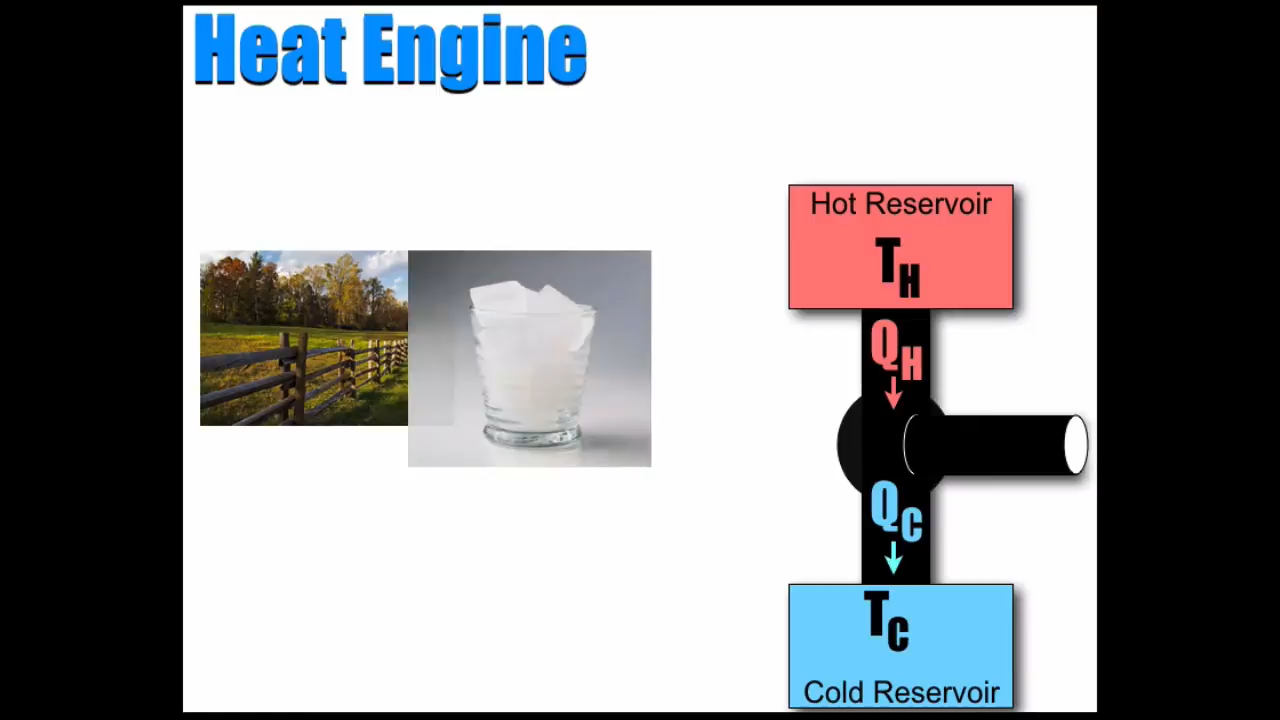 Heat Engine
Hot Reservoir
TH
QH
QC
TC
Cold Reservoir